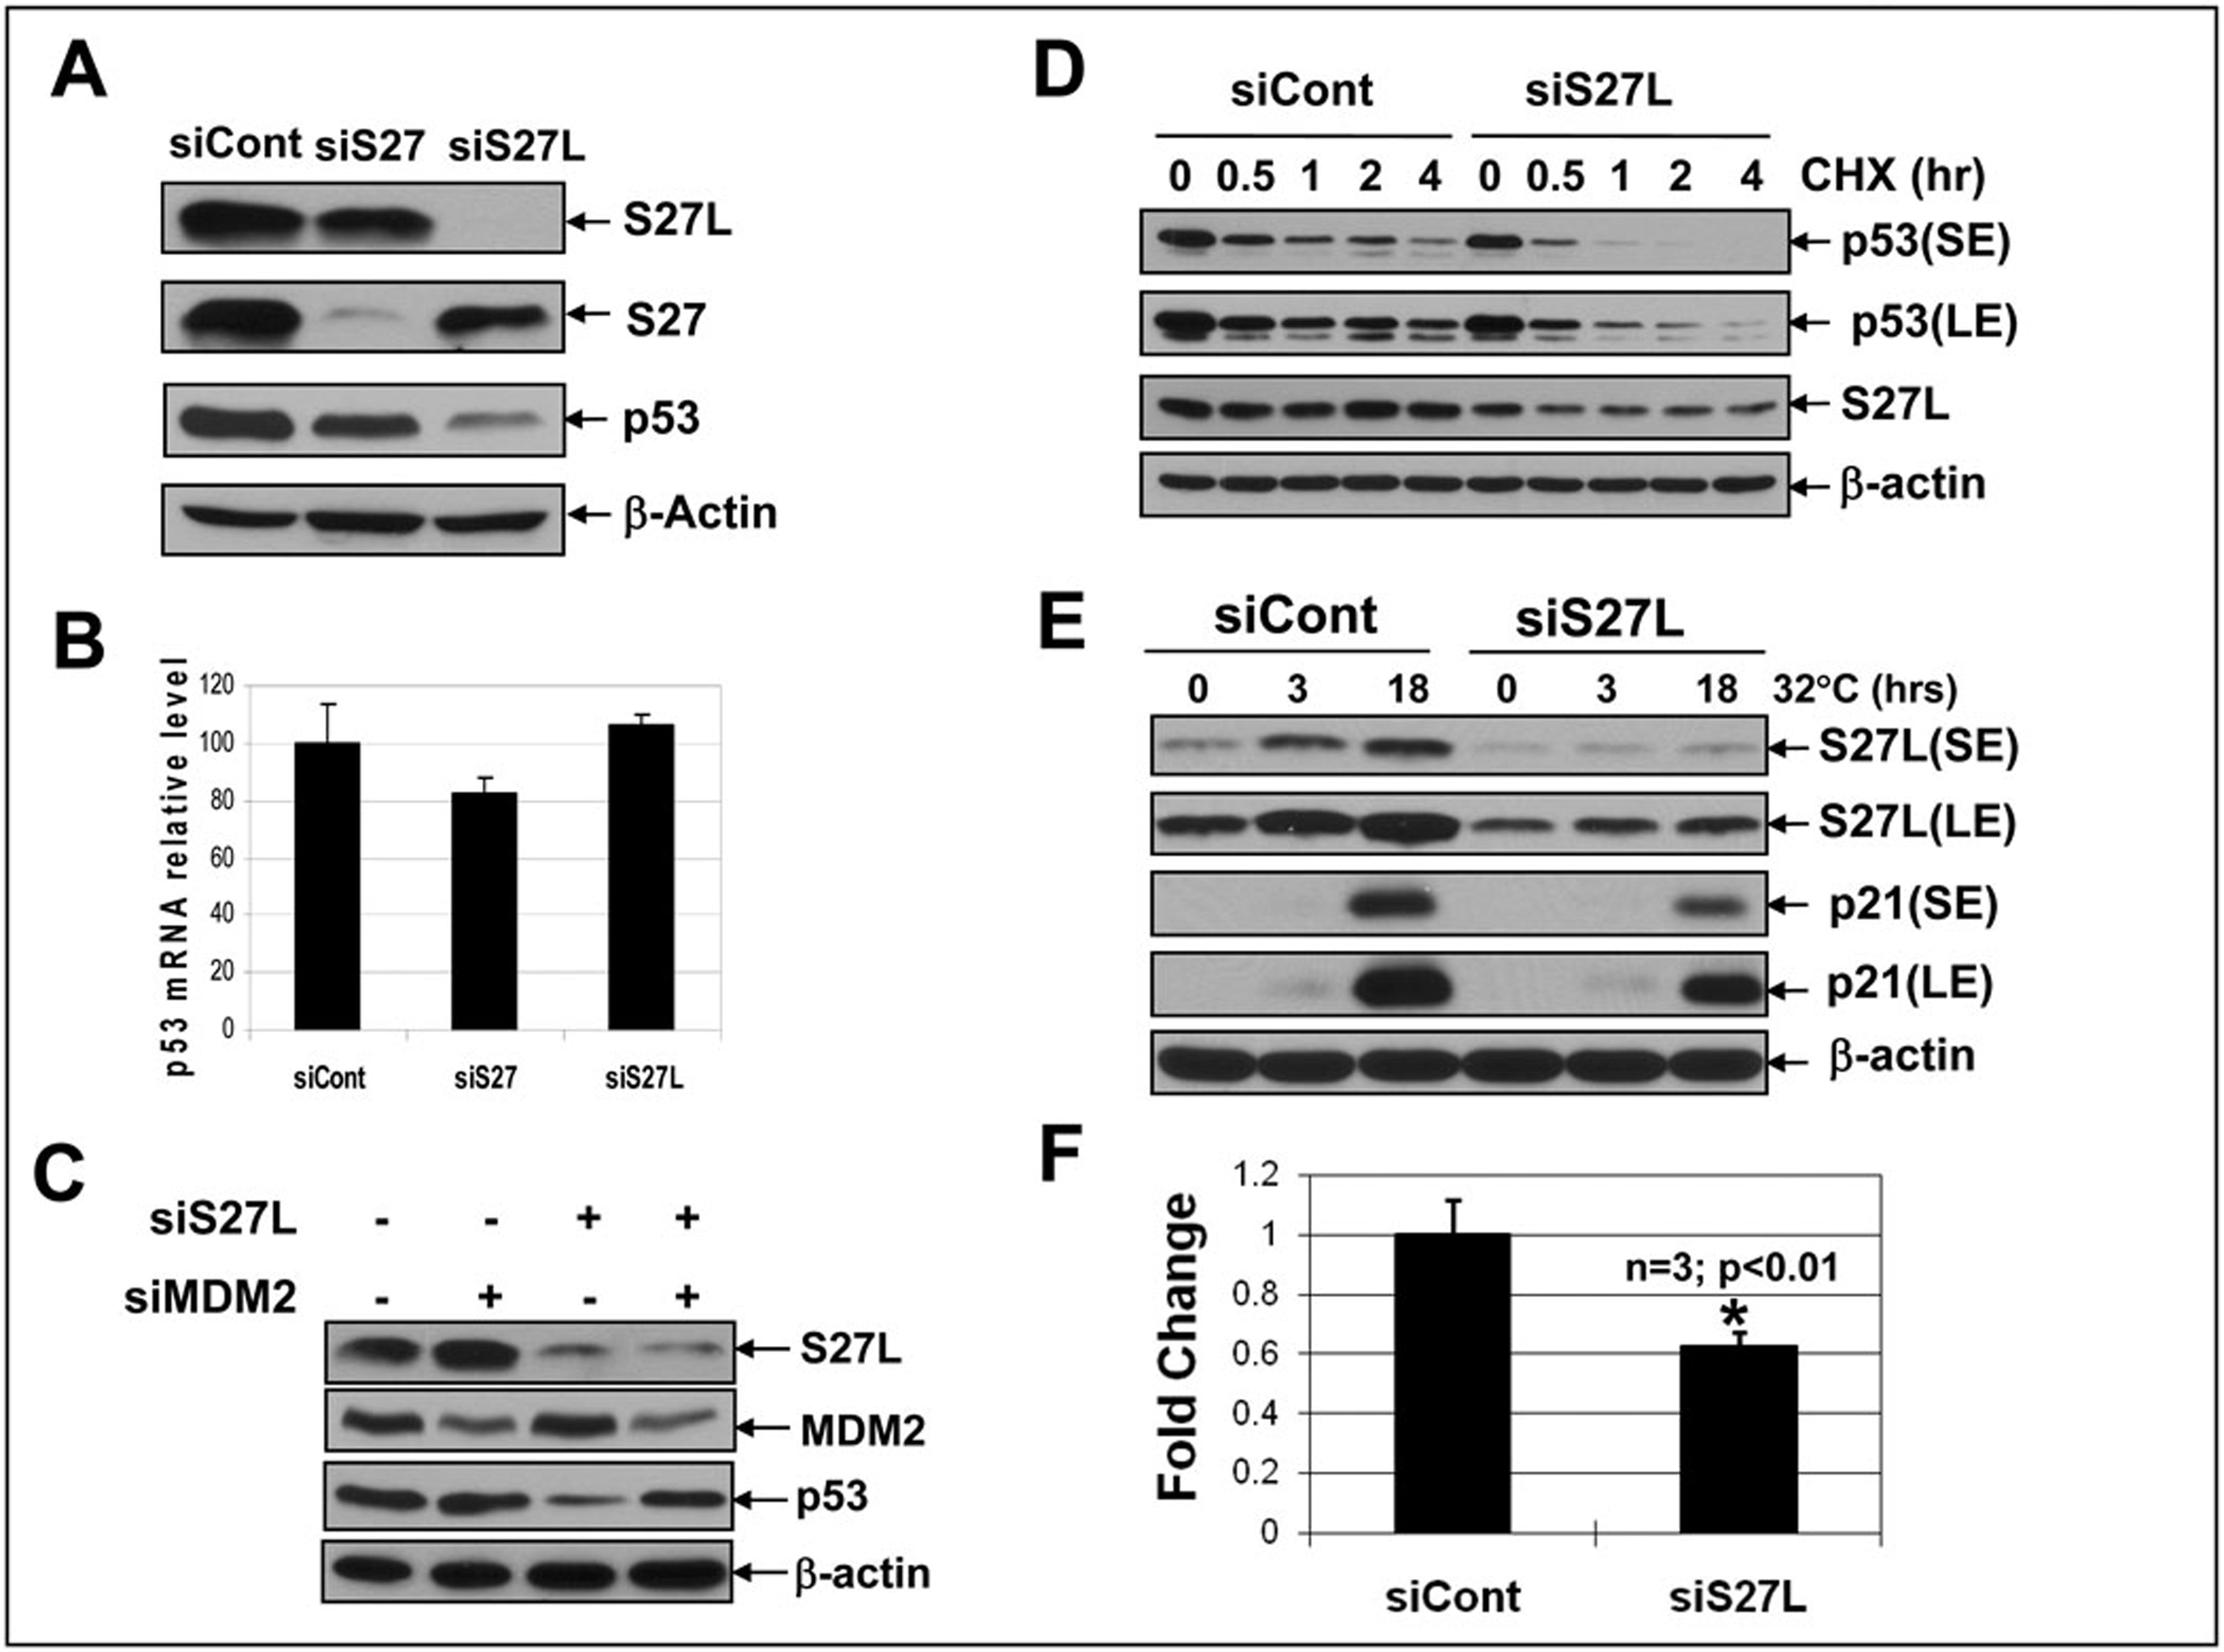 A
siCont siS27 siS27L
S27L
S27
p53
β-Actin
B
p53 mRNA relative level
120
100
80
60
40
20
0
siCont siS27 siS27L
C
siS27L - - + +
siMDM2 - + - +
S27L
MDM2
p53
β-actin
D
siCont siS27L
0 0.5 1 2 4 0 0.5 1 2 4 CHX (hr)
p53(SE)
p53(LE)
S27L
β-actin
E
siCont siS27L
0 3 18 0 3 18 32°C (hrs)
S27L(SE)
S27L(LE)
p21(SE)
p21(LE)
β-actin
F
Fold Change
1.2
1
0.8
0.6
0.4
0.2
0
n=3; p<0.01
*
siCont siS27L